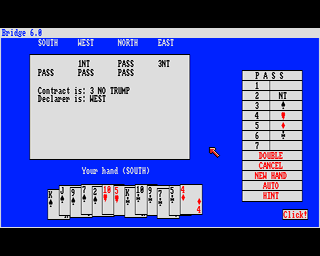 Bridge 6.0
SOUTH WEST NORTH EAST
1NT PASS 3NT
PASS PASS PASS
Contract is: 3 NO TRUMP
Declarer is: WEST
Your hand (SOUTH)
K J 9 7 2 10 5 K 10 9 7 5 4
4
PASS
1
2 NT
3 ♠
4 ♥
5 ♦
6 ♣
7
DOUBLE
CANCEL
NEW HAND
AUTO
HINT
Click!